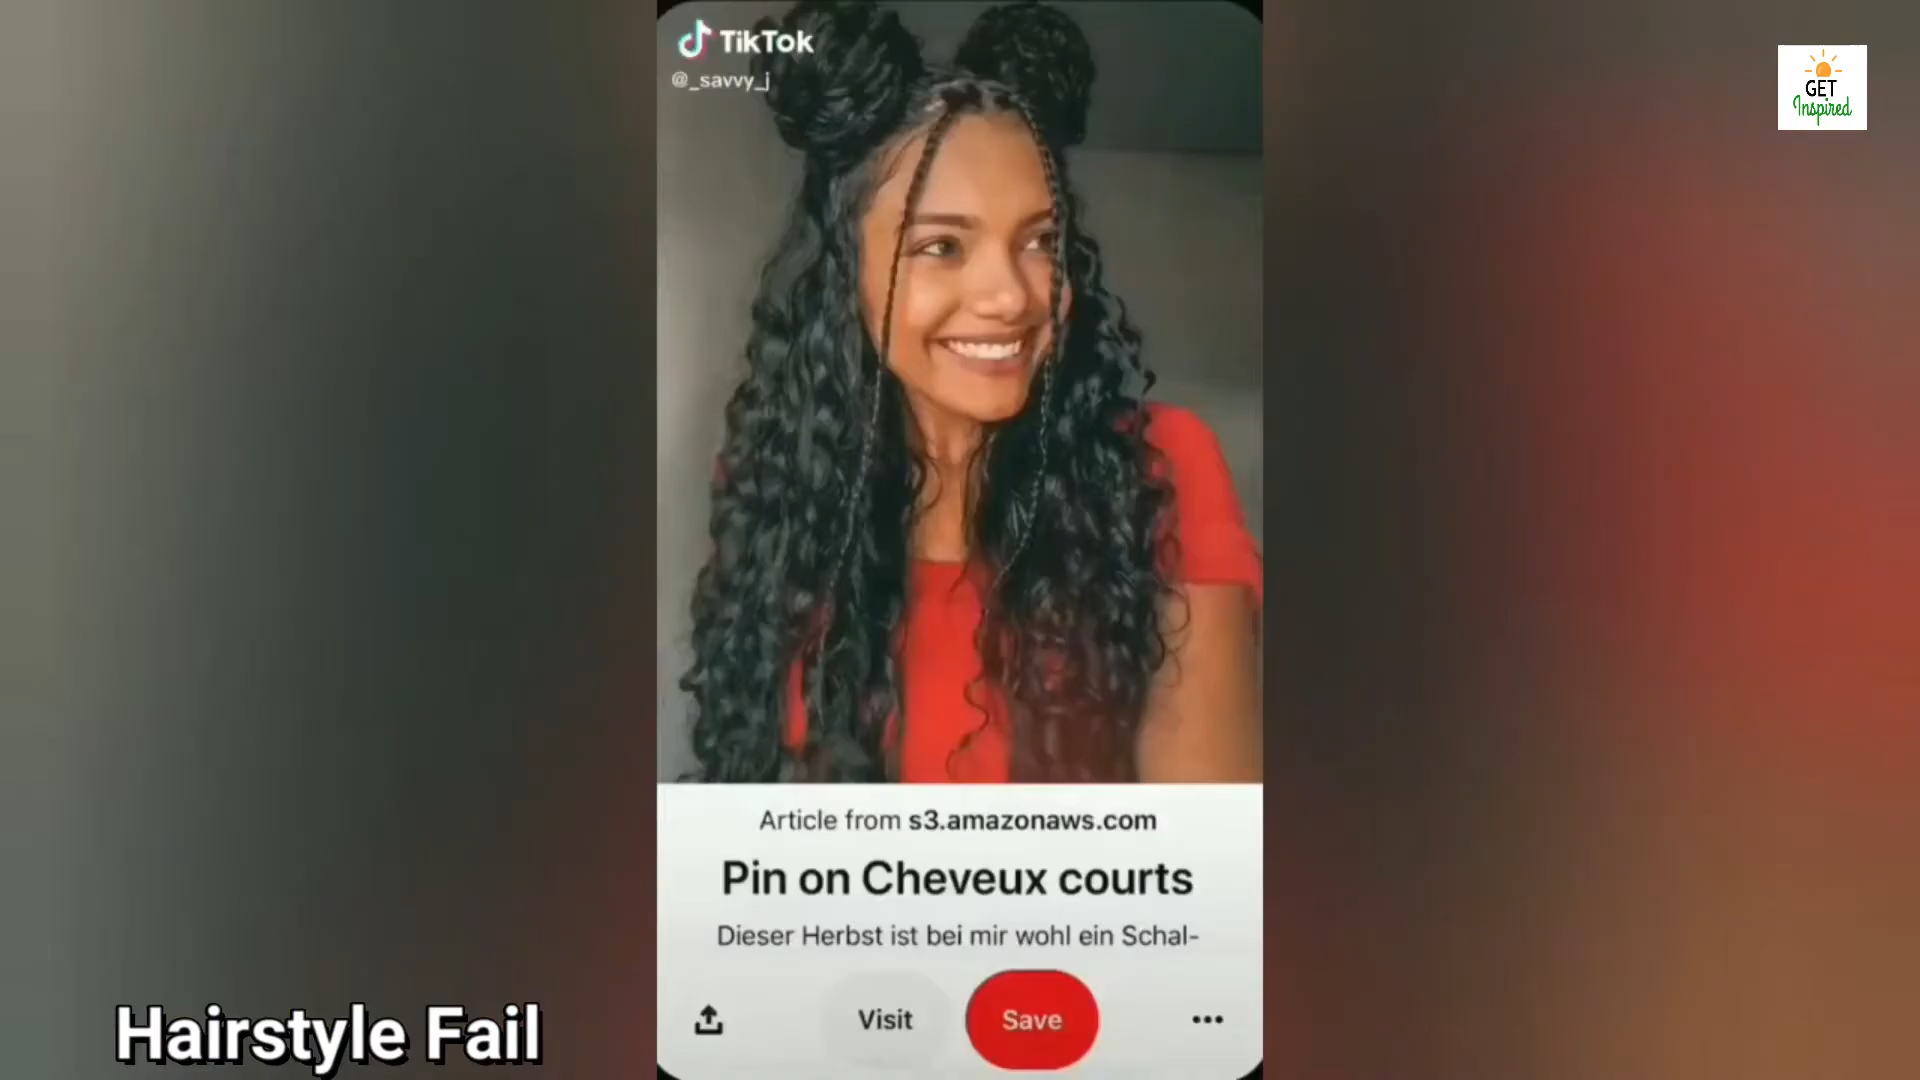 TikTok
@_savvy_j
GET
Inspired
Article from s3.amazonaws.com
Pin on Cheveux courts
Dieser Herbst ist bei mir wohl ein Schal-
Visit
Save
Hairstyle Fail